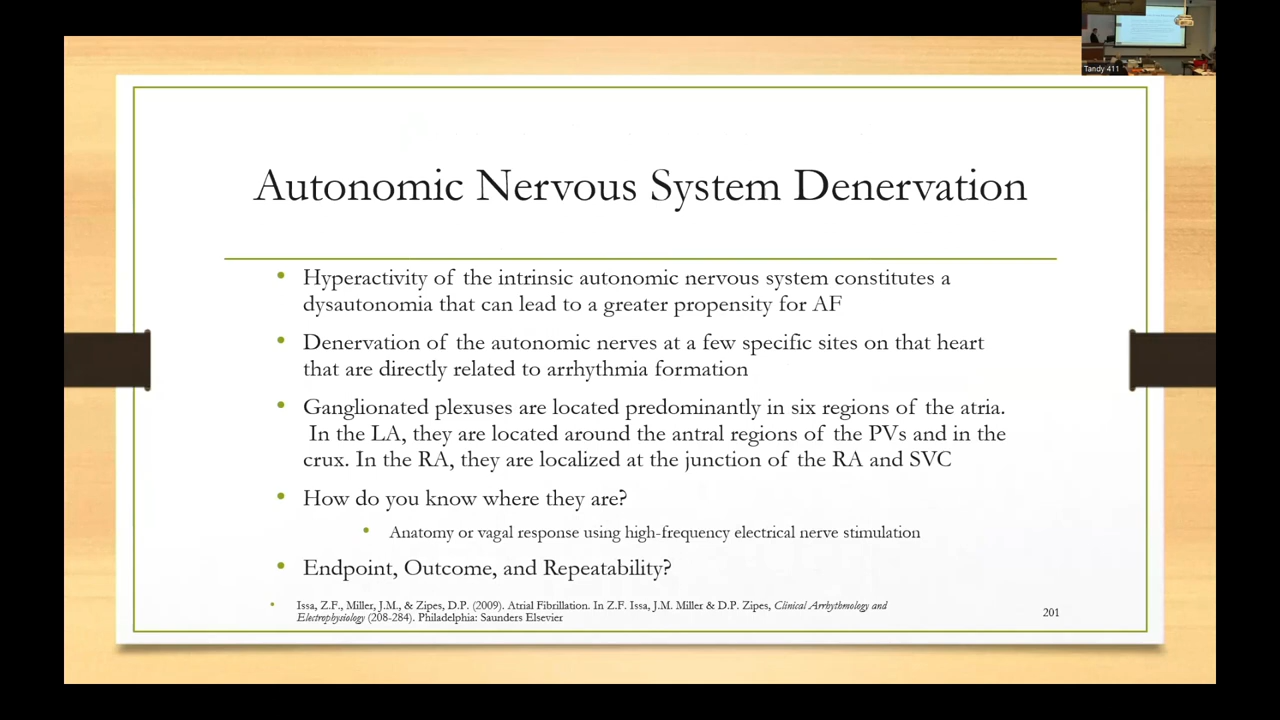 Tandy 411
Autonomic Nervous System Denervation
• Hyperactivity of the intrinsic autonomic nervous system constitutes a
dysautonomia that can lead to a greater propensity for AF
• Denervation of the autonomic nerves at a few specific sites on that heart
that are directly related to arrhythmia formation
• Ganglionated plexuses are located predominantly in six regions of the atria.
In the LA, they are located around the antral regions of the PVs and in the
crux. In the RA, they are localized at the junction of the RA and SVC
• How do you know where they are?
• Anatomy or vagal response using high-frequency electrical nerve stimulation
• Endpoint, Outcome, and Repeatability?
• Issa, Z.F., Miller, J.M., & Zipes, D.P. (2009). Atrial Fibrillation. In Z.F. Issa, J.M. Miller & D.P. Zipes, Clinical Arrhythmology and
Electrophysiology (208-284). Philadelphia: Saunders Elsevier
201